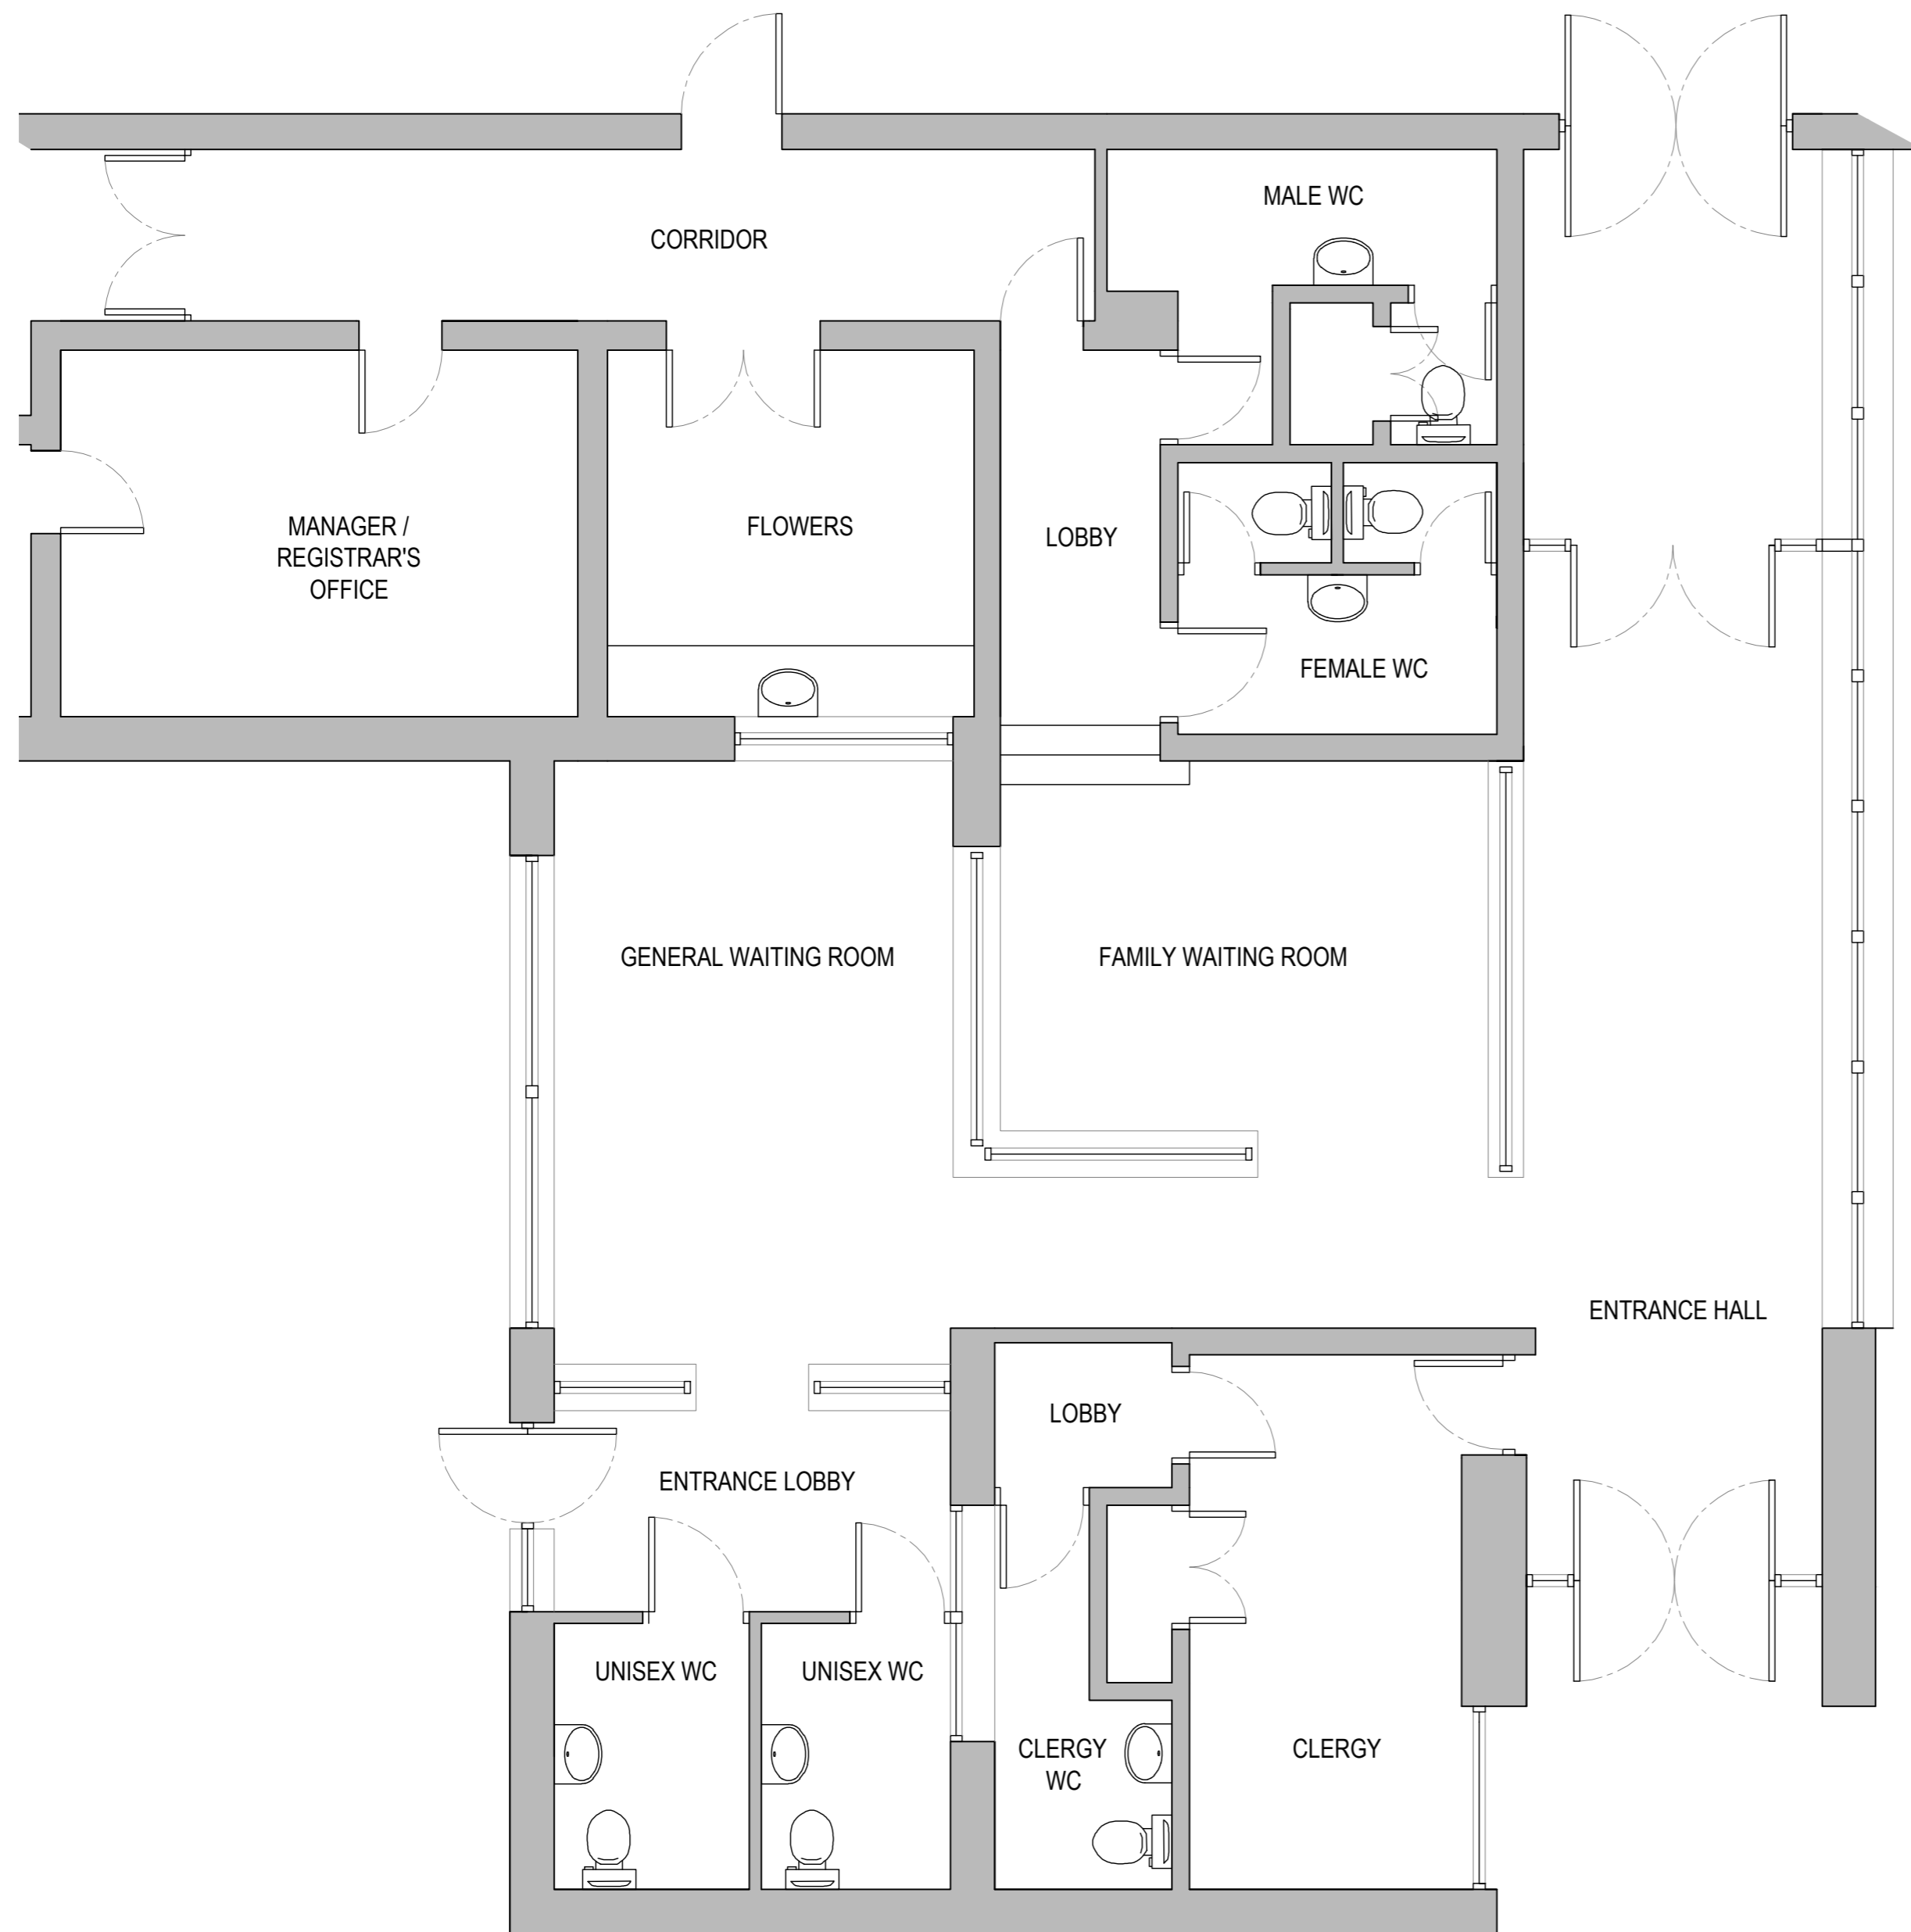 MALE WC
CORRIDOR
MANAGER /
REGISTRAR'S
OFFICE
FLOWERS
LOBBY
FEMALE WC
GENERAL WAITING ROOM
FAMILY WAITING ROOM
ENTRANCE HALL
LOBBY
ENTRANCE LOBBY
UNISEX WC
UNISEX WC
CLERGY
WC
CLERGY